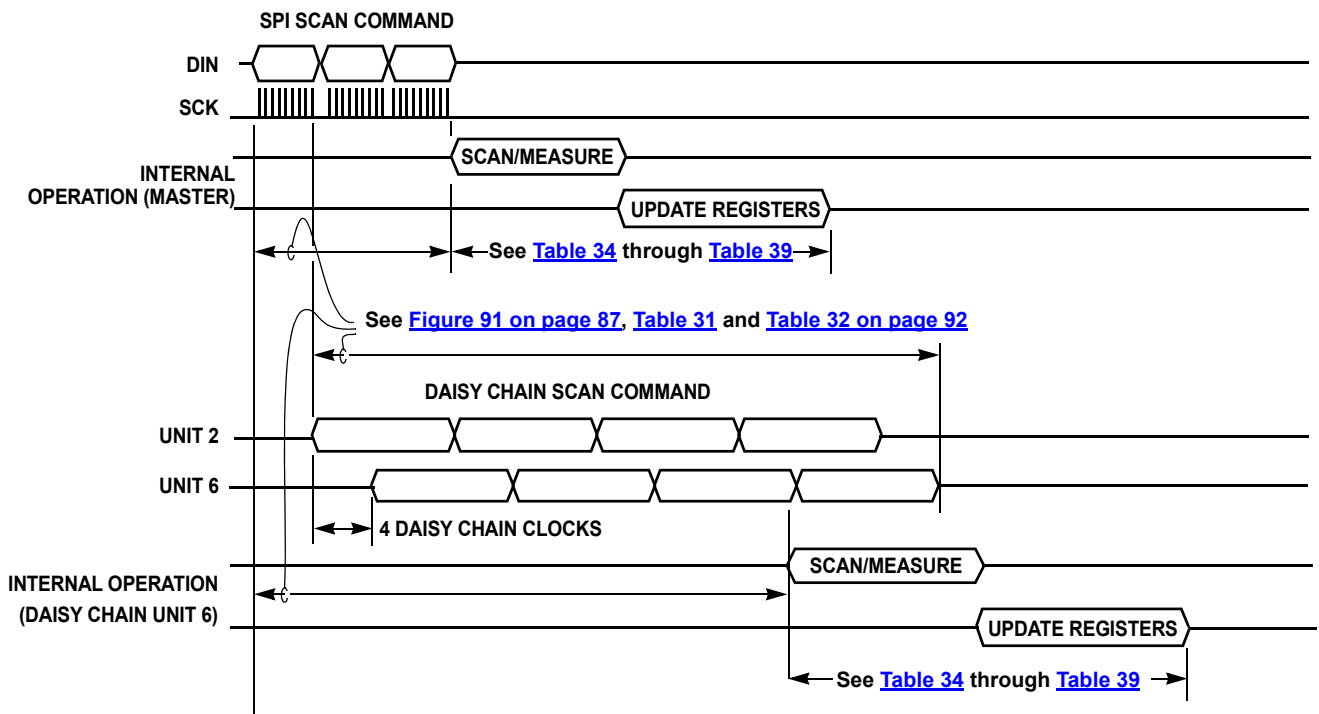 SPI SCAN COMMAND
DIN
SCK
INTERNAL
OPERATION (MASTER)
SCAN/MEASURE
UPDATE REGISTERS
See Table 34 through Table 39
See Figure 91 on page 87, Table 31 and Table 32 on page 92
DAISY CHAIN SCAN COMMAND
UNIT 2
UNIT 6
4 DAISY CHAIN CLOCKS
INTERNAL OPERATION
(DAISY CHAIN UNIT 6)
SCAN/MEASURE
UPDATE REGISTERS
See Table 34 through Table 39